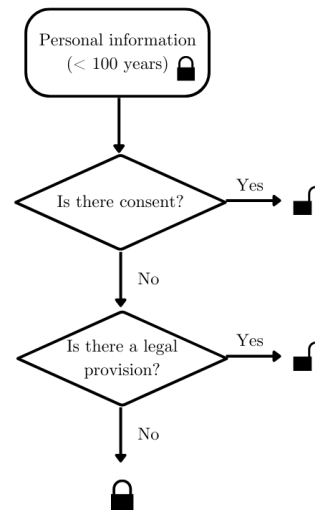 Personal information
(< 100 years)
Is there consent?
Yes
No
Is there a legal
provision?
Yes
No